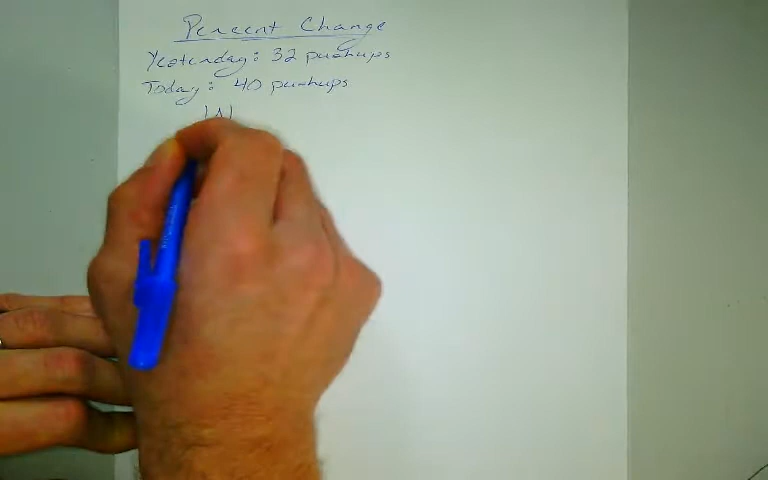 Percent Change
Yesterday: 32 pushups
Today: 40 pushups
|Δ|